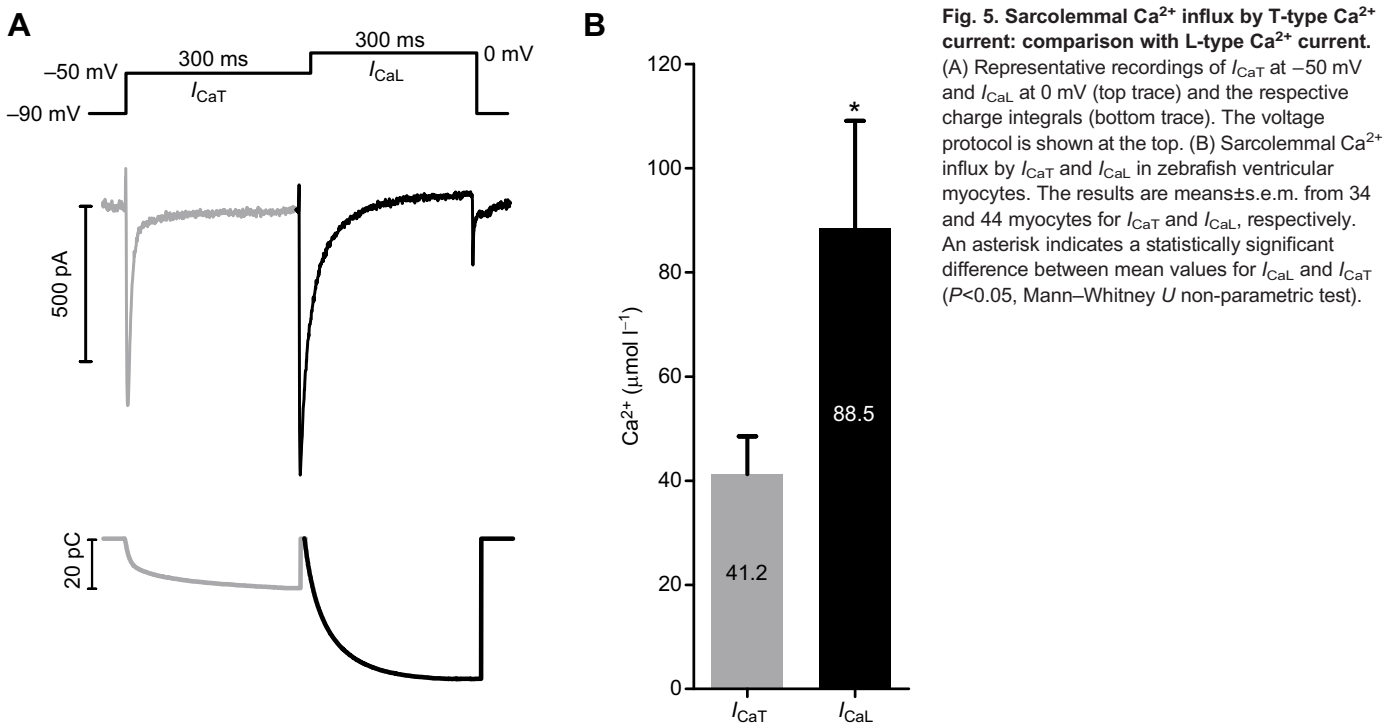 A
300 ms
300 ms
0 mV
–50 mV
I_CaT
I_CaL
–90 mV
500 pA
20 pC
B
120
100
80
60
40
20
0
Ca²⁺ (µmol l⁻¹)
*
41.2
88.5
I_CaT
I_CaL
Fig. 5. Sarcolemmal Ca²⁺ influx by T-type Ca²⁺
current: comparison with L-type Ca²⁺ current.
(A) Representative recordings of I_CaT at –50 mV
and I_CaL at 0 mV (top trace) and the respective
charge integrals (bottom trace). The voltage
protocol is shown at the top. (B) Sarcolemmal Ca²⁺
influx by I_CaT and I_CaL in zebrafish ventricular
myocytes. The results are means±s.e.m. from 34
and 44 myocytes for I_CaT and I_CaL, respectively.
An asterisk indicates a statistically significant
difference between mean values for I_CaL and I_CaT
(P<0.05, Mann–Whitney U non-parametric test).